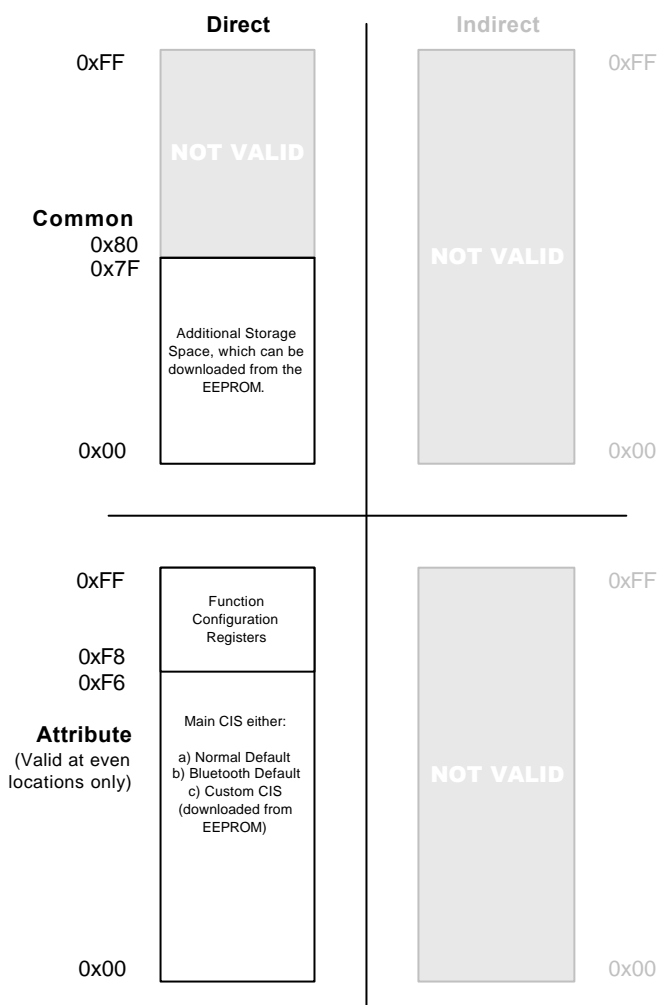 Direct
Indirect
0xFF
0xFF
NOT VALID
Common
0x80
0x7F
NOT VALID
Additional Storage
Space, which can be
downloaded from the
EEPROM.
0x00
0x00
0xFF
0xFF
Function
Configuration
Registers
0xF8
0xF6
Attribute
(Valid at even
locations only)
Main CIS either:
a) Normal Default
b) Bluetooth Default
c) Custom CIS
(downloaded from
EEPROM)
NOT VALID
0x00
0x00